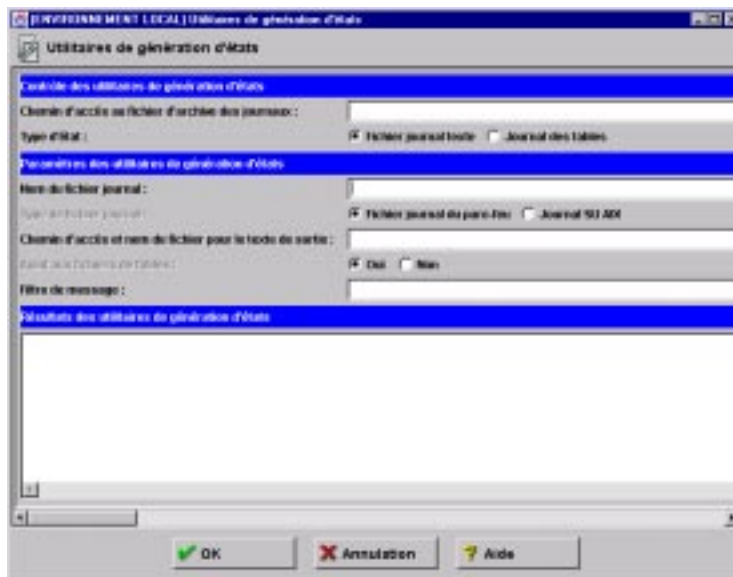 [ENVIRONNEMENT LOCAL] Utilitaires de génération d'états
Utilitaires de génération d'états
Contrôle des utilitaires de génération d'états
Chemin d'accès au fichier d'archive des journaux :
Type d'état : Fichier journal texte Journal des tables
Paramètres des utilitaires de génération d'états
Nom du fichier journal :
Type de fichier journal : Fichier journal du pare-feu Journal SU AIX
Chemin d'accès et nom du fichier pour le texte de sortie :
Ajout aux fichiers de tables : Oui Non
Filtre de message :
Résultats des utilitaires de génération d'états
OK Annulation Aide